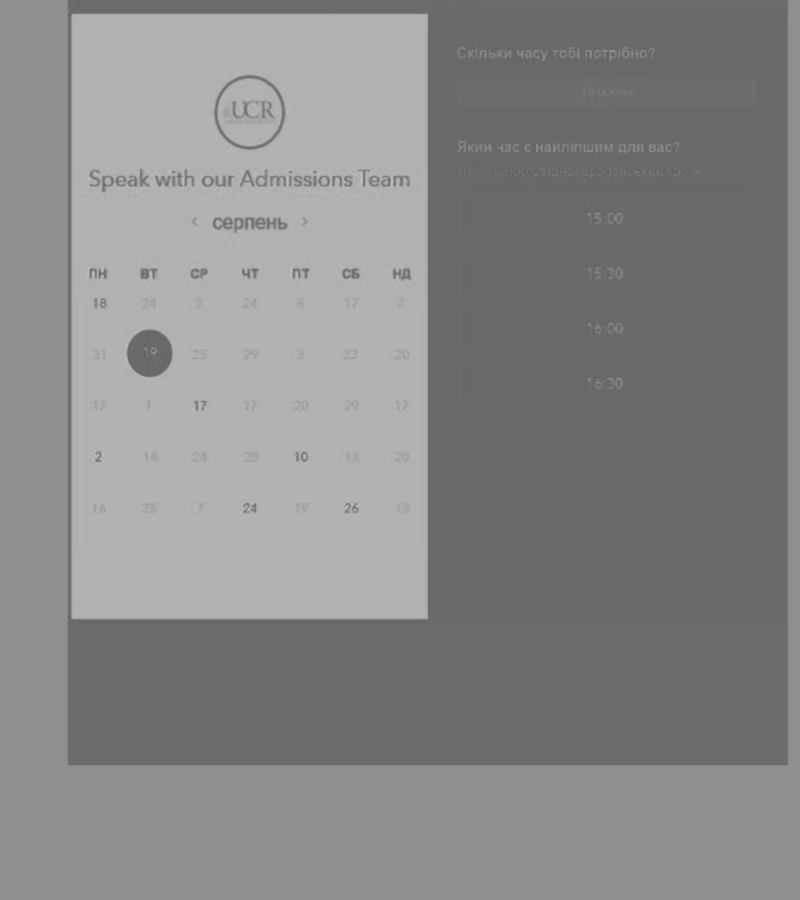 UCR
Speak with our Admissions Team
< серпень >
ПН ВТ СР ЧТ ПТ СБ НД
18 24 2 24 6 17 2
31 19 25 29 3 23 20
17 1 17 17 20 29 17
2 14 24 28 10 13 20
16 25 7 24 19 26 13
Скільки часу тобі потрібно?
Який час є найліпшим для вас?
15:00
15:30
16:00
16:30